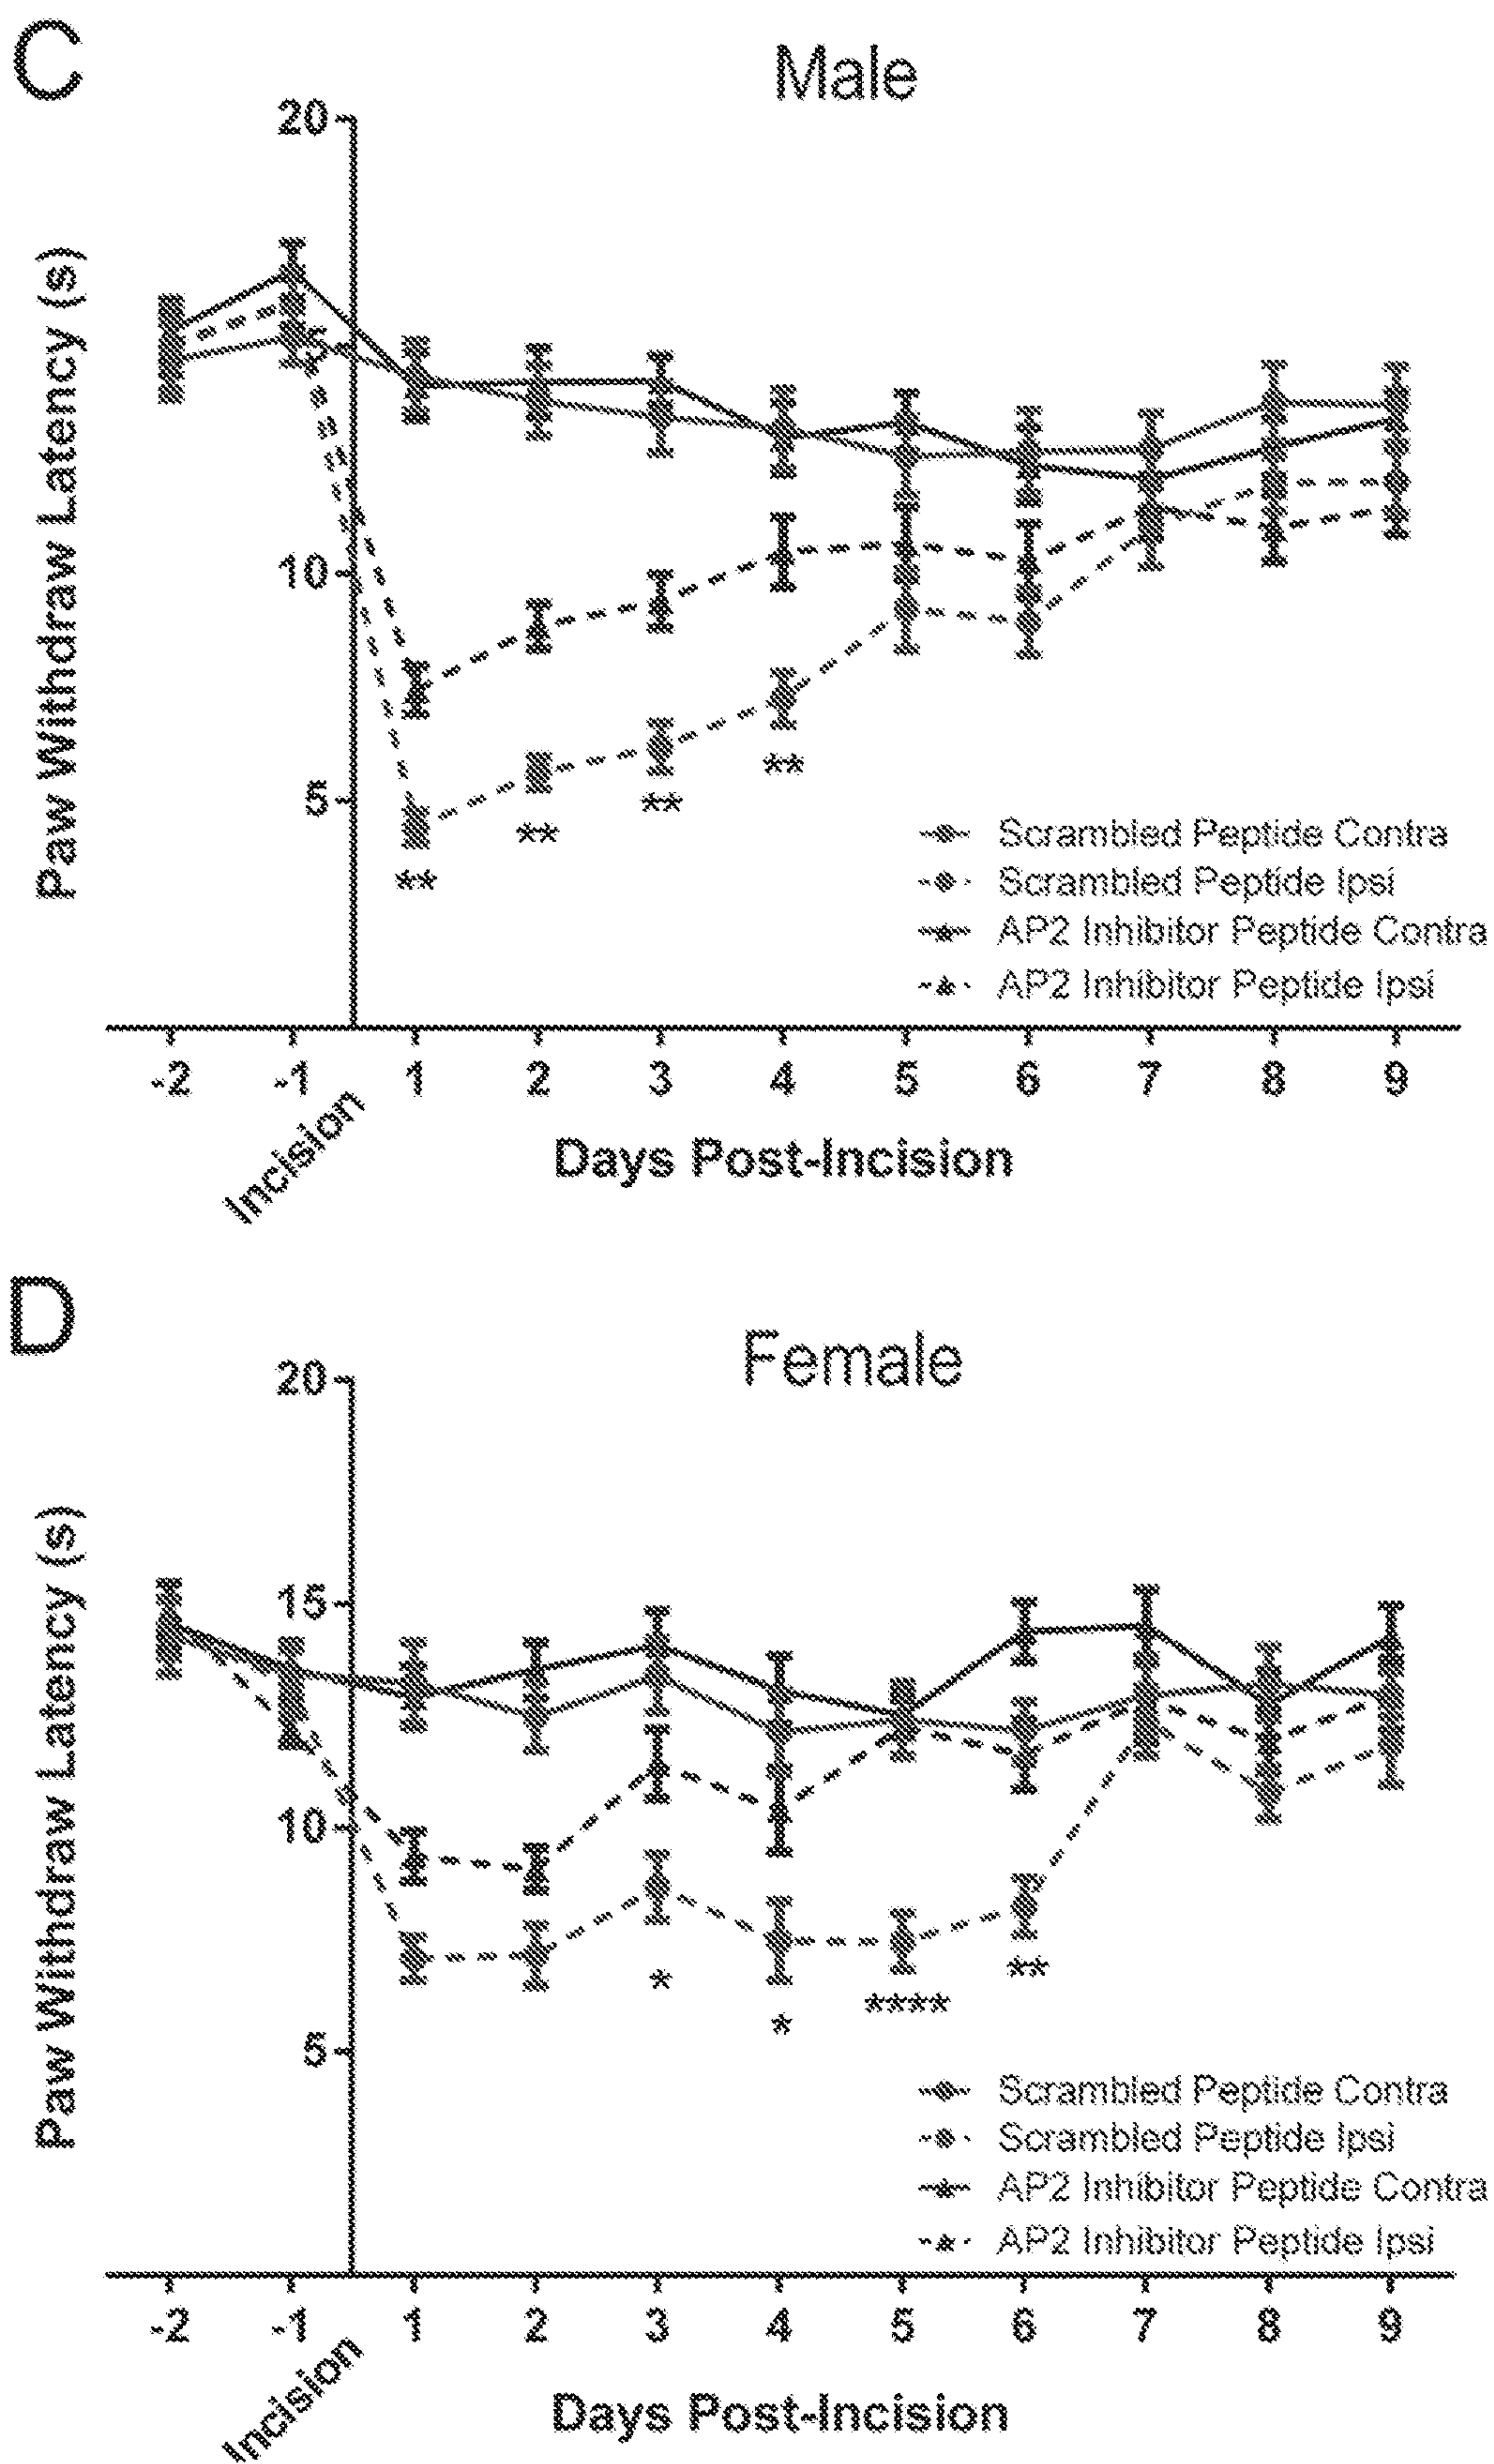 C
Male
Paw Withdraw Latency (s)
20
5
10
5
**
**
**
**
Scrambled Peptide Contra
Scrambled Peptide Ipsi
AP2 Inhibitor Peptide Contra
AP2 Inhibitor Peptide Ipsi
-2 -1 1 2 3 4 5 6 7 8 9
Incision
Days Post-Incision
D
Female
Paw Withdraw Latency (s)
20
15
10
5
*
*
****
**
Scrambled Peptide Contra
Scrambled Peptide Ipsi
AP2 Inhibitor Peptide Contra
AP2 Inhibitor Peptide Ipsi
-2 -1 1 2 3 4 5 6 7 8 9
Incision
Days Post-Incision